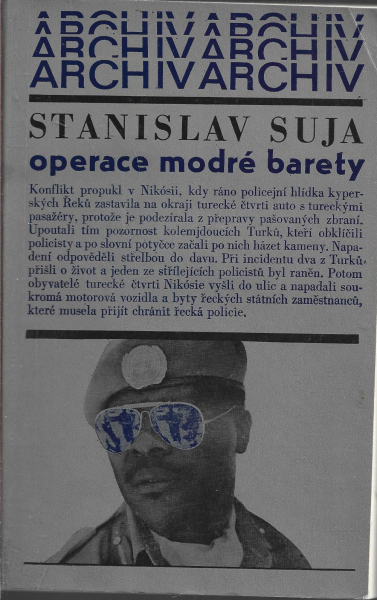 ARCHIVARCHIV
ARCHIVARCHIV
ARCHIVARCHIV
STANISLAV SUJA
operace modré barety
Konflikt propukl v Nikósii, kdy ráno policejní hlídka kyper-
ských Řeků zastavila na okraji turecké čtvrti auto s tureckými
pasažéry, protože je podezírala z přepravy pašovaných zbraní.
Upoutali tím pozornost kolemjdoucích Turků, kteří obklíčili
policisty a po slovní potyčce začali po nich házet kameny. Napa-
dení odpověděli střelbou do davu. Při incidentu dva z Turků
přišli o život a jeden ze střílejících policistů byl raněn. Potom
obyvatelé turecké čtvrti Nikósie vyšli do ulic a napadali sou-
kromá motorová vozidla a byty řeckých státních zaměstnanců,
které musela přijít chránit řecká policie.